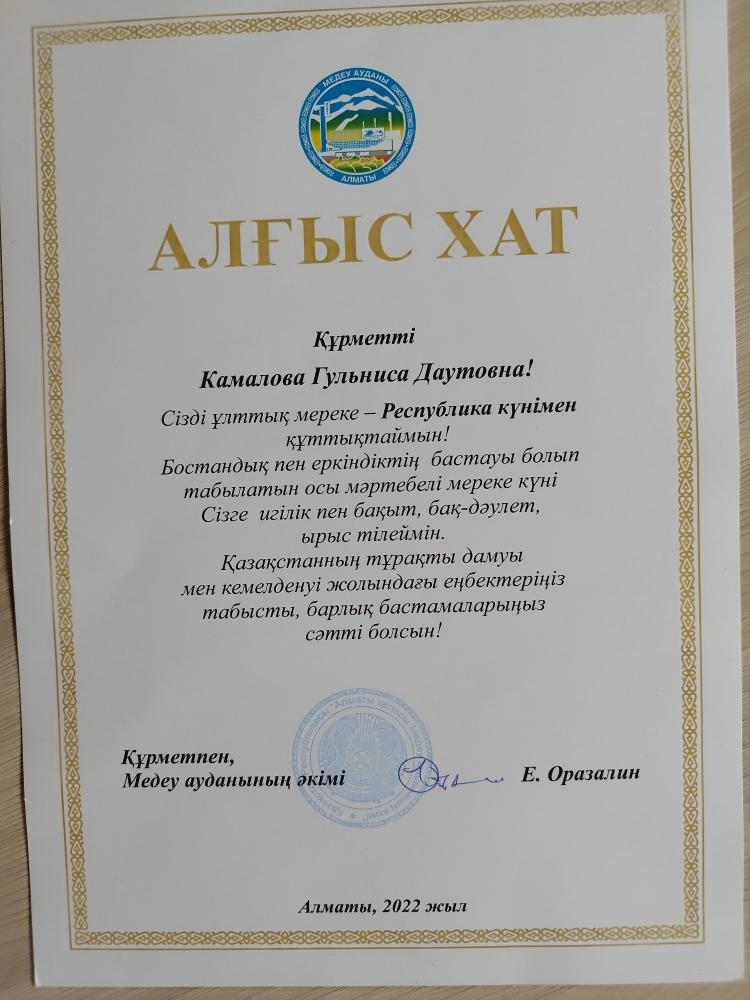 МЕДЕУ АУДАНЫ
АЛМАТЫ
АЛҒЫС ХАТ
Құрметті
Камалова Гульниса Даутовна!
Сізді ұлттық мереке – Республика күнімен
құттықтаймын!
Бостандық пен еркіндіктің бастауы болып
табылатын осы мәртебелі мереке күні
Сізге игілік пен бақыт, бақ-дәулет,
ырыс тілеймін.
Қазақстанның тұрақты дамуы
мен кемелденуі жолындағы еңбектеріңіз
табысты, барлық бастамаларыңыз
сәтті болсын!
Құрметпен,
Медеу ауданының әкімі
Е. Оразалин
Алматы, 2022 жыл